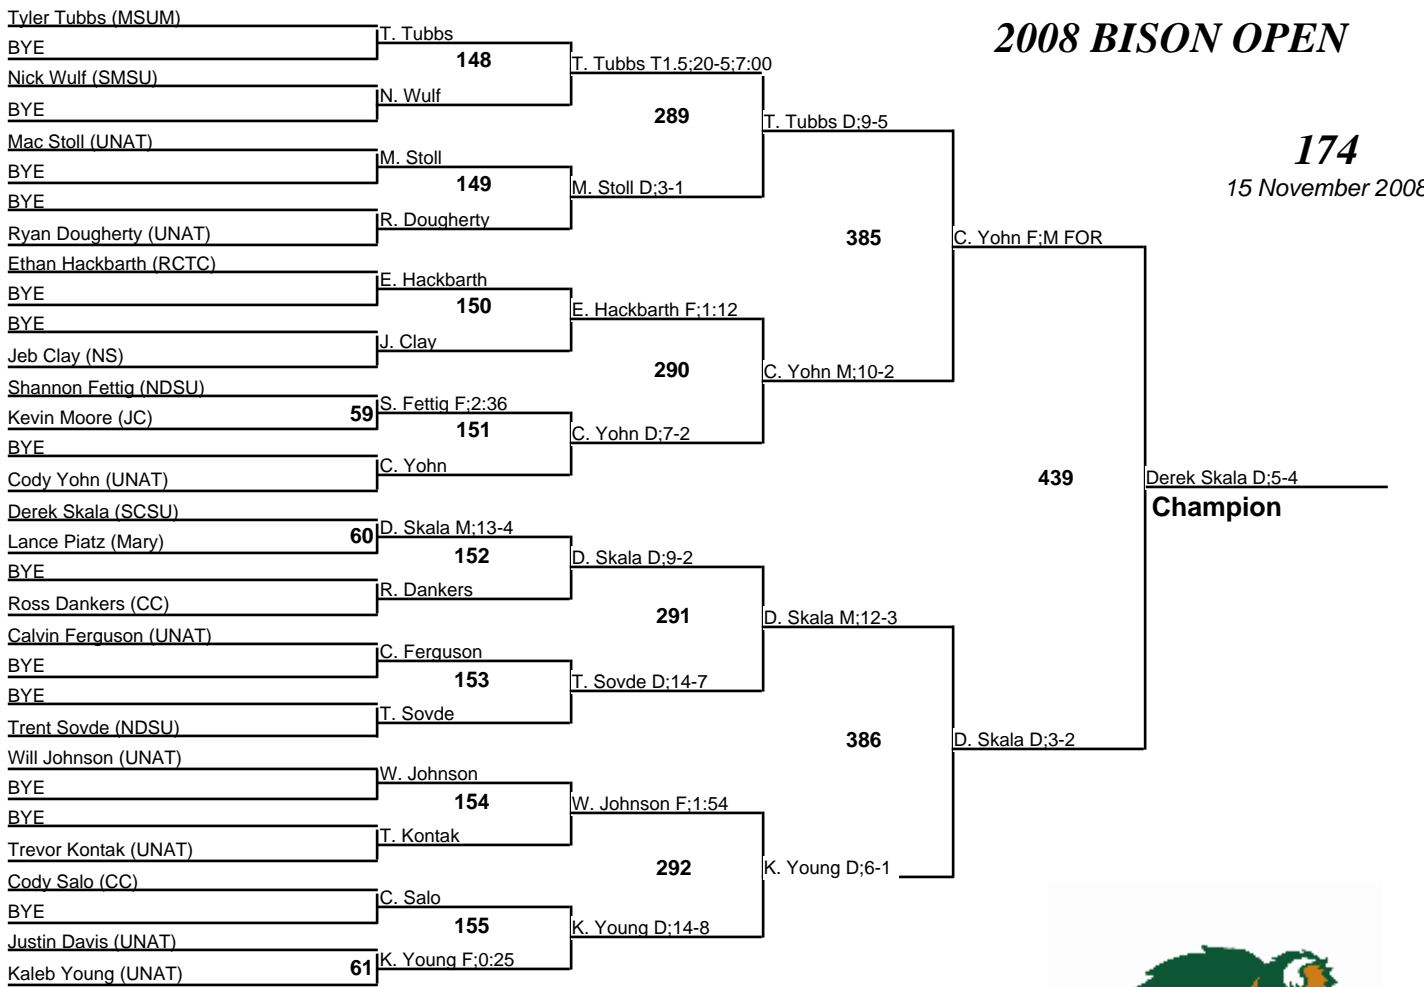 2008 BISON OPEN
174
15 November 2008
Tyler Tubbs (MSUM)
BYE
Nick Wulf (SMSU)
BYE
Mac Stoll (UNAT)
BYE
BYE
Ryan Dougherty (UNAT)
Ethan Hackbarth (RCTC)
BYE
BYE
Jeb Clay (NS)
Shannon Fettig (NDSU)
Kevin Moore (JC)
59
BYE
Cody Yohn (UNAT)
Derek Skala (SCSU)
Lance Piatz (Mary)
60
BYE
Ross Dankers (CC)
Calvin Ferguson (UNAT)
BYE
BYE
Trent Sovde (NDSU)
Will Johnson (UNAT)
BYE
BYE
Trevor Kontak (UNAT)
Cody Salo (CC)
BYE
Justin Davis (UNAT)
Kaleb Young (UNAT)
61
T. Tubbs
148
N. Wulf
M. Stoll
149
R. Dougherty
E. Hackbarth
150
J. Clay
S. Fettig F;2:36
151
C. Yohn
D. Skala M;13-4
152
R. Dankers
C. Ferguson
153
T. Sovde
W. Johnson
154
T. Kontak
C. Salo
155
K. Young F;0:25
T. Tubbs T1.5;20-5;7:00
289
M. Stoll D;3-1
E. Hackbarth F;1:12
290
C. Yohn D;7-2
D. Skala D;9-2
291
T. Sovde D;14-7
W. Johnson F;1:54
292
K. Young D;14-8
T. Tubbs D;9-5
385
C. Yohn M;10-2
D. Skala M;12-3
386
K. Young D;6-1
C. Yohn F;M FOR
439
D. Skala D;3-2
Derek Skala D;5-4
Champion